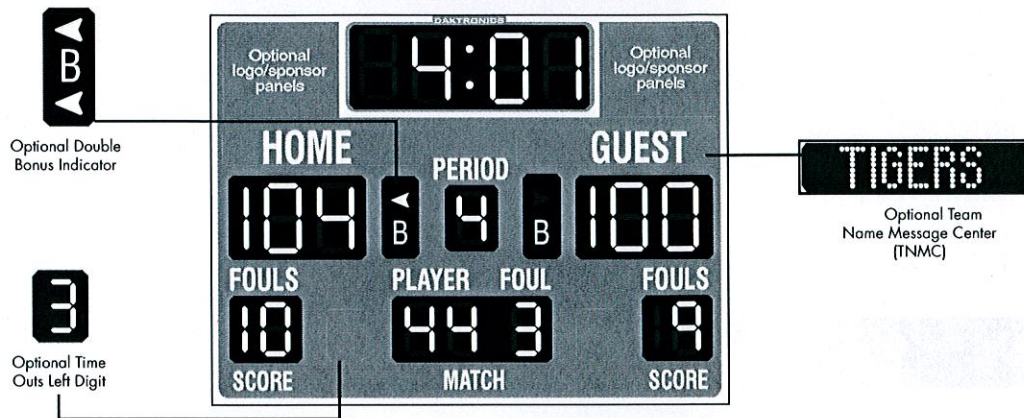 DAKTRONICS
Optional
logo/sponsor
panels
4:01
Optional
logo/sponsor
panels
B
Optional Double
Bonus Indicator
HOME
PERIOD
GUEST
TIGERS
Optional Team
Name Message Center
(TNMC)
104
B
4
B
100
FOULS
PLAYER FOUL
FOULS
3
Optional Time
Outs Left Digit
10
44 3
9
SCORE
MATCH
SCORE